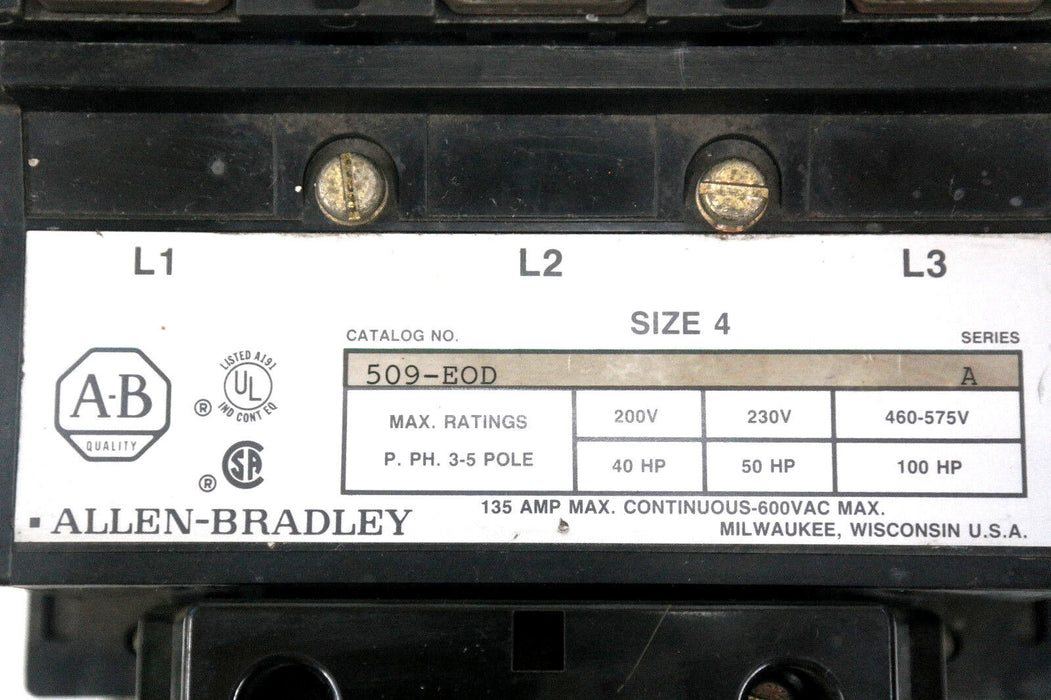 L1 L2 L3
SIZE 4
CATALOG NO. SERIES
509-EOD A
MAX. RATINGS 200V 230V 460-575V
P. PH. 3-5 POLE 40 HP 50 HP 100 HP
A-B
QUALITY
LISTED A191
UL
®
IND CONT EQ
SA
®
135 AMP MAX. CONTINUOUS-600VAC MAX.
ALLEN-BRADLEY
MILWAUKEE, WISCONSIN U.S.A.